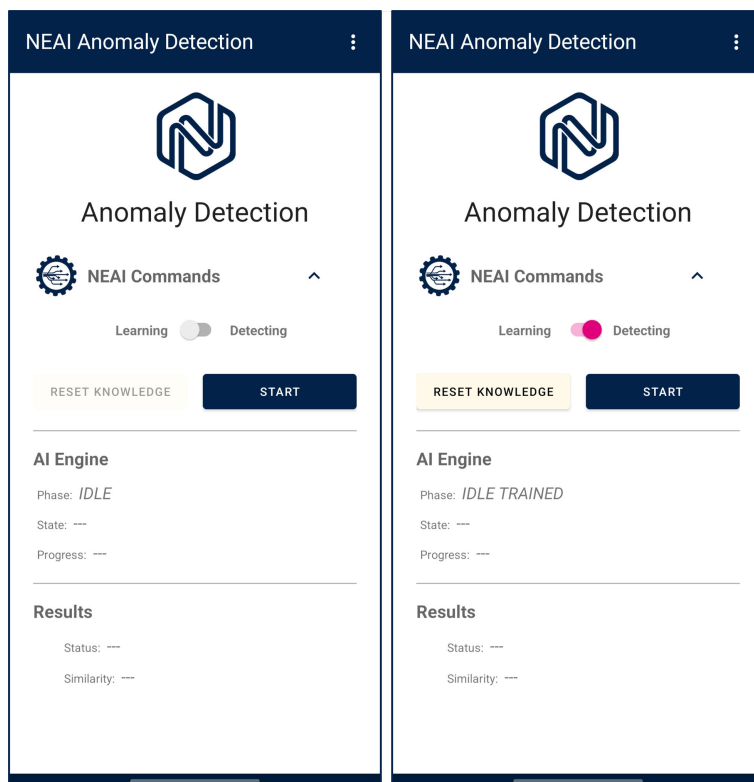 NEAI Anomaly Detection
Anomaly Detection
NEAI Commands
Learning Detecting
RESET KNOWLEDGE START
AI Engine
Phase: IDLE
State: ---
Progress: ---
Results
Status: ---
Similarity: ---
NEAI Anomaly Detection
Anomaly Detection
NEAI Commands
Learning Detecting
RESET KNOWLEDGE START
AI Engine
Phase: IDLE TRAINED
State: ---
Progress: ---
Results
Status: ---
Similarity: ---